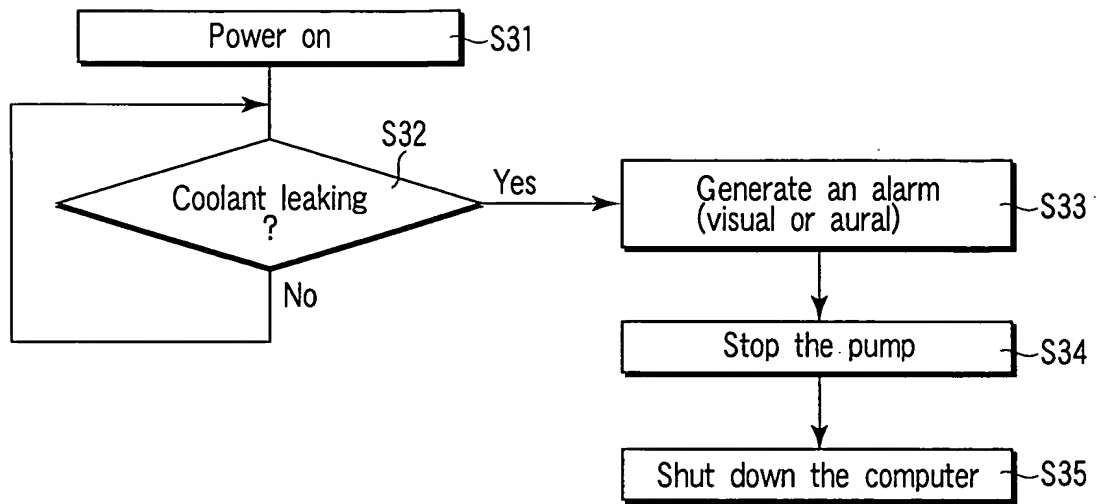 Power on
S31
S32
Coolant leaking
?
Yes
No
Generate an alarm
(visual or aural)
S33
Stop the pump
S34
Shut down the computer
S35